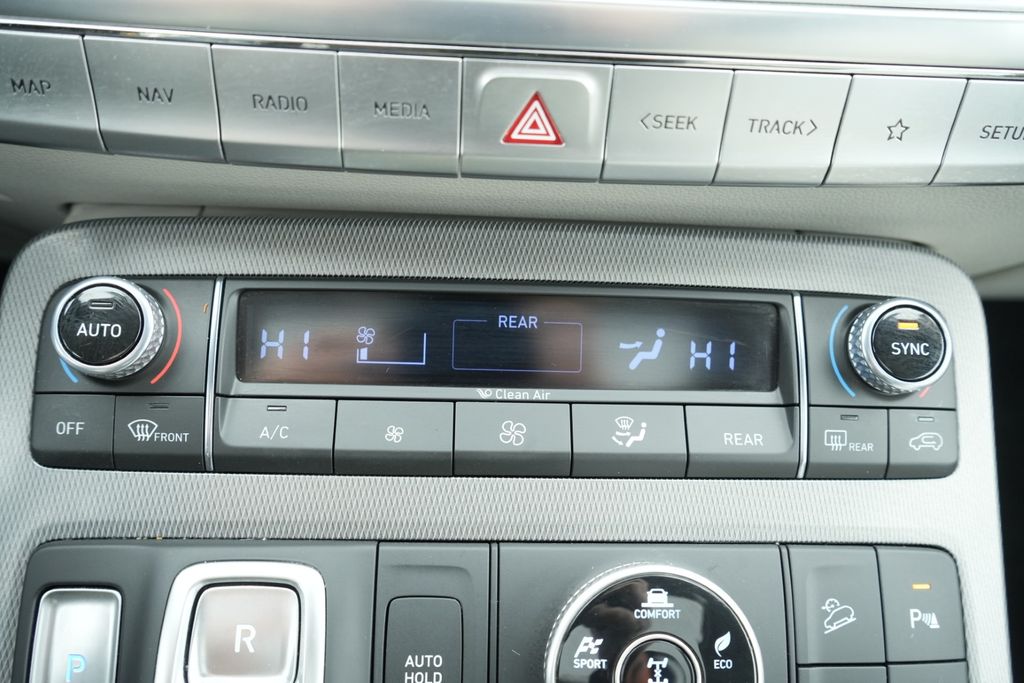 MAP
NAV
RADIO
MEDIA
<SEEK
TRACK>
SETU
AUTO
HI
REAR
HI
SYNC
Clean Air
OFF
FRONT
A/C
REAR
REAR
P
R
AUTO
HOLD
COMFORT
SPORT
ECO
P